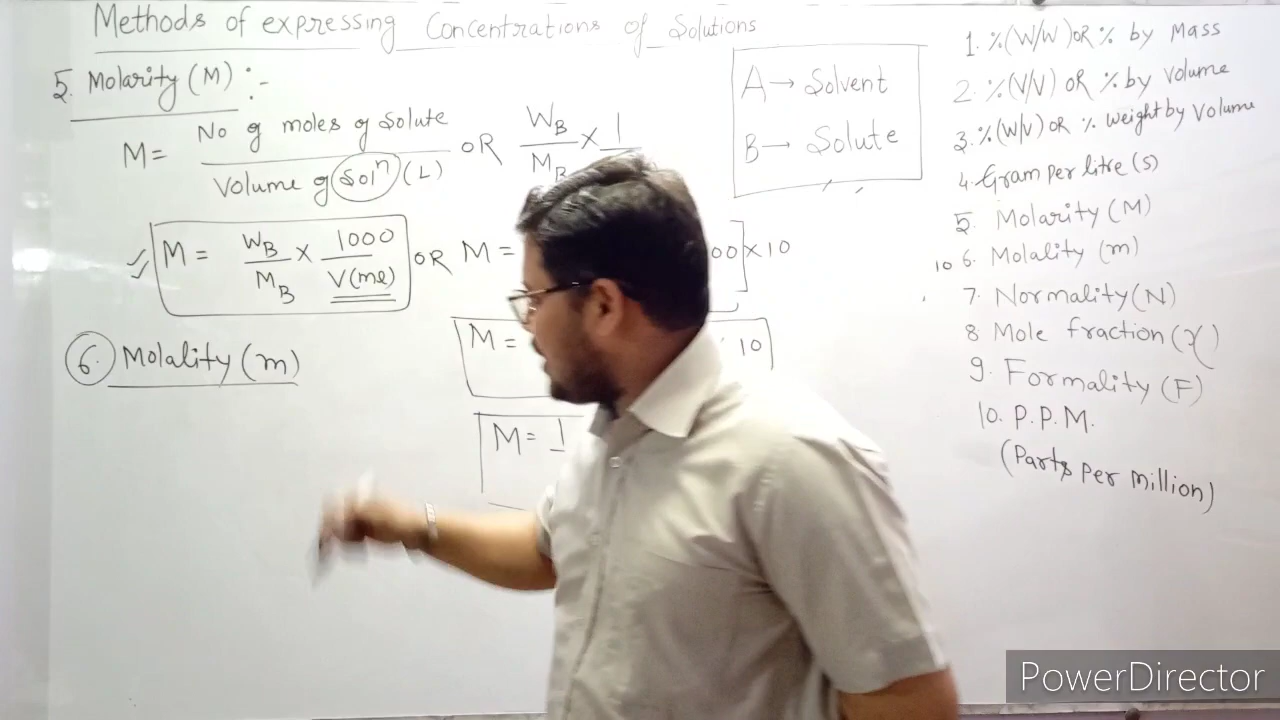 Methods of expressing Concentrations of Solutions
5. Molarity (M) :-
M = No of moles of Solute / Volume of Solⁿ (L) OR W_B / M_B × 1
M = W_B / M_B × 1000 / V(ml) OR M = 00] × 10
M = 10
M = 1
6. Molality (m)
A → Solvent
B → Solute
1. %(W/W) OR % by Mass
2. %(V/V) OR % by Volume
3. %(W/V) OR % weight by Volume
4. Gram per litre (S)
5. Molarity (M)
10 6. Molality (m)
7. Normality (N)
8 Mole fraction (χ)
9. Formality (F)
10. P.P.M.
(Parts per million)
PowerDirector